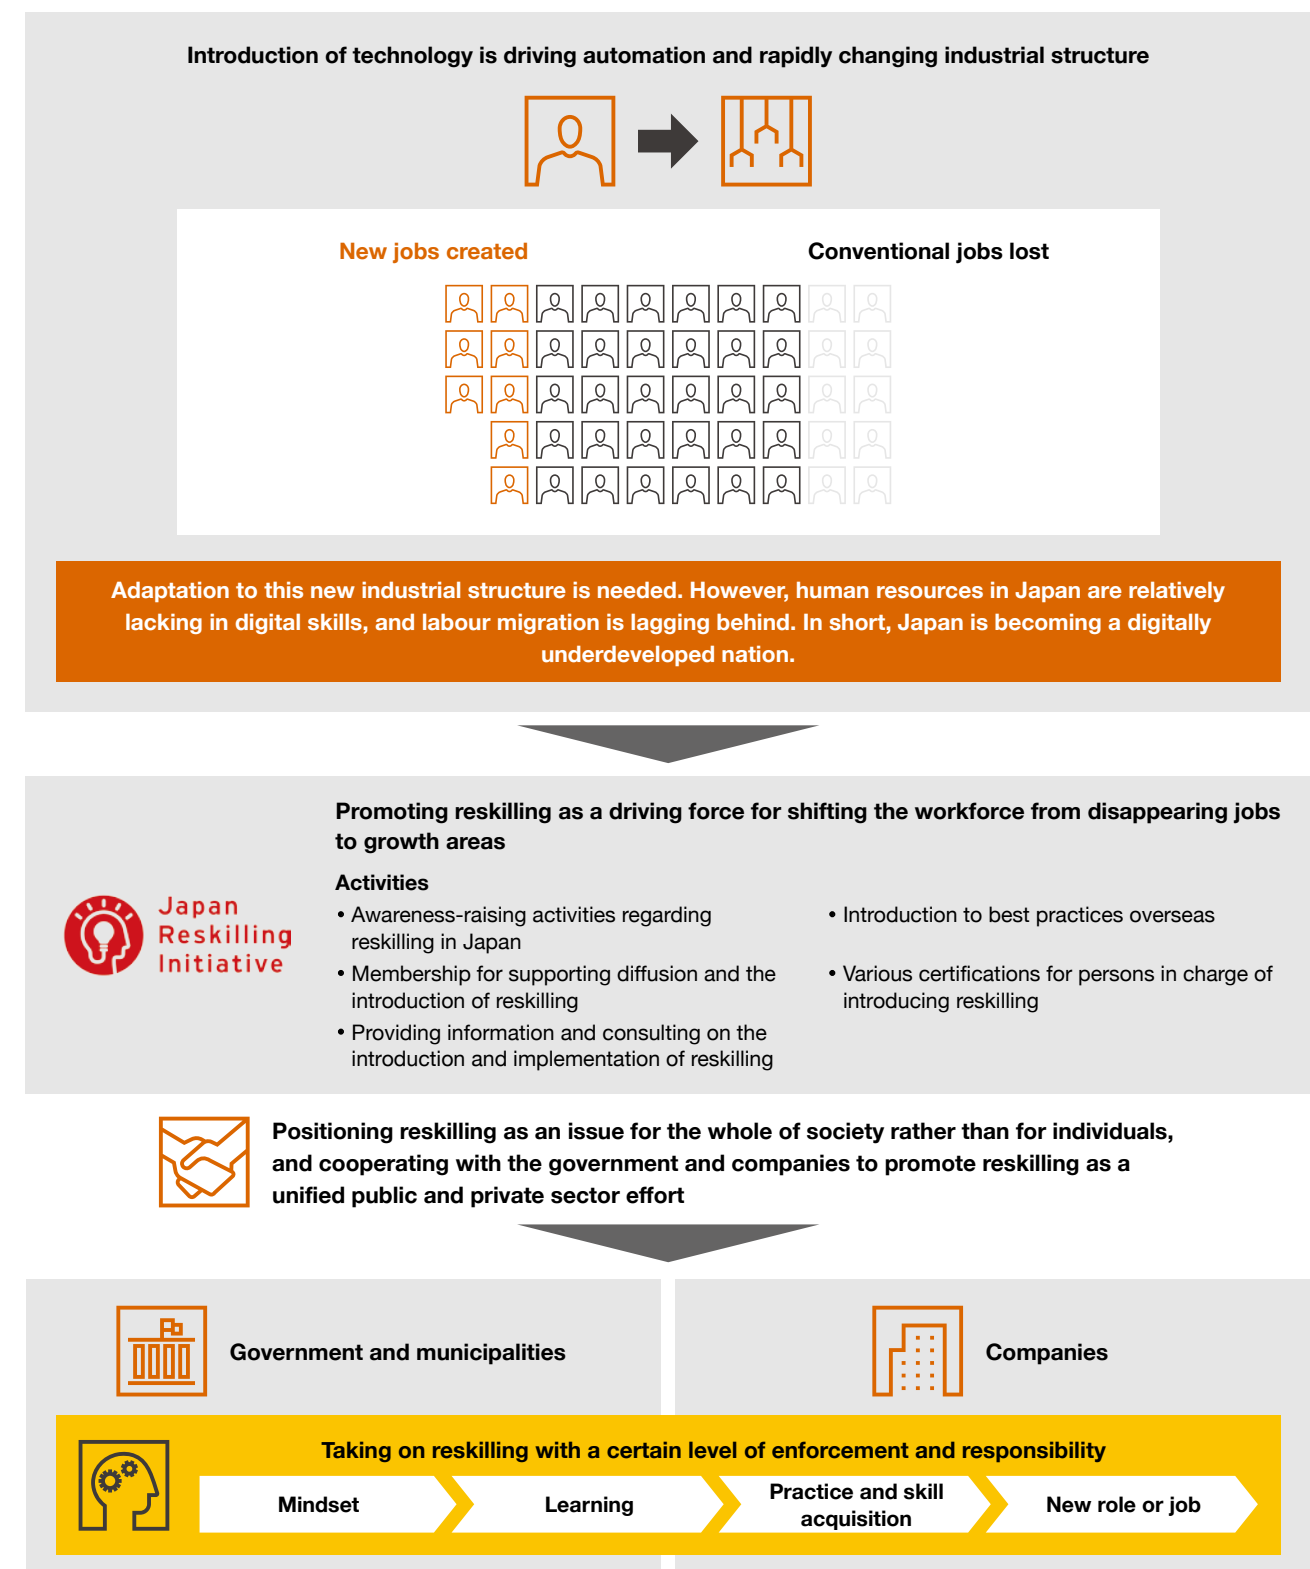 Introduction of technology is driving automation and rapidly changing industrial structure
New jobs created
Conventional jobs lost
Adaptation to this new industrial structure is needed. However, human resources in Japan are relatively
lacking in digital skills, and labour migration is lagging behind. In short, Japan is becoming a digitally
underdeveloped nation.
Japan
Reskilling
Initiative
Promoting reskilling as a driving force for shifting the workforce from disappearing jobs
to growth areas
Activities
• Awareness-raising activities regarding
reskilling in Japan
• Membership for supporting diffusion and the
introduction of reskilling
• Providing information and consulting on the
introduction and implementation of reskilling
• Introduction to best practices overseas
• Various certifications for persons in charge of
introducing reskilling
Positioning reskilling as an issue for the whole of society rather than for individuals,
and cooperating with the government and companies to promote reskilling as a
unified public and private sector effort
Government and municipalities
Companies
Taking on reskilling with a certain level of enforcement and responsibility
Mindset
Learning
Practice and skill
acquisition
New role or job